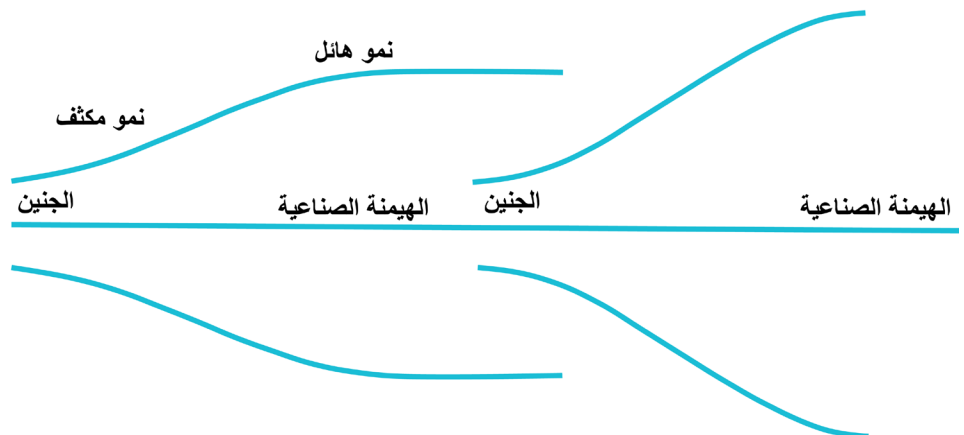 نمو هائل
نمو مكثف
الجنين
الهيمنة الصناعية
الجنين
الهيمنة الصناعية